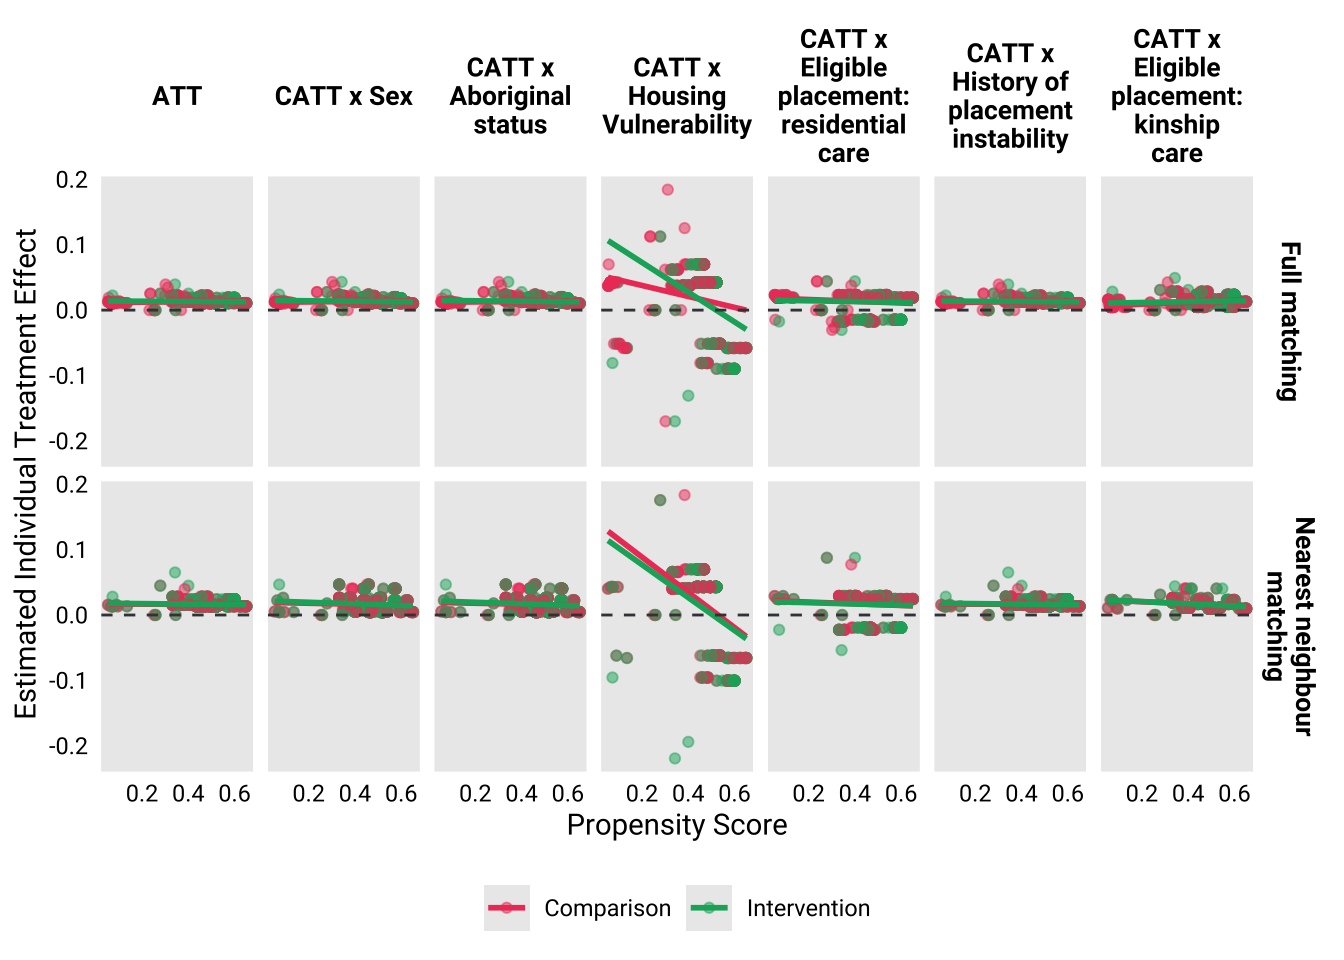 ATT
CATT x Sex
CATT x
Aboriginal
status
CATT x
Housing
Vulnerability
CATT x
Eligible
placement:
residential
care
CATT x
History of
placement
instability
CATT x
Eligible
placement:
kinship
care
Estimated Individual Treatment Effect
0.2
0.1
0.0
-0.1
-0.2
Full matching
0.2
0.1
0.0
-0.1
-0.2
Nearest neighbour
matching
0.2 0.4 0.6 0.2 0.4 0.6 0.2 0.4 0.6 0.2 0.4 0.6 0.2 0.4 0.6 0.2 0.4 0.6 0.2 0.4 0.6
Propensity Score
Comparison Intervention